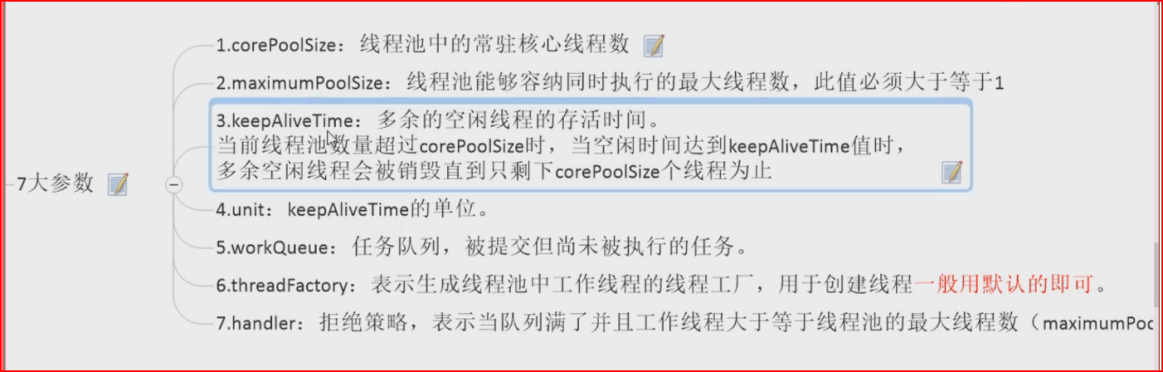 7大参数
1.corePoolSize：线程池中的常驻核心线程数
2.maximumPoolSize：线程池能够容纳同时执行的最大线程数，此值必须大于等于1
3.keepAliveTime：多余的空闲线程的存活时间。
当前线程池数量超过corePoolSize时，当空闲时间达到keepAliveTime值时，
多余空闲线程会被销毁直到只剩下corePoolSize个线程为止
4.unit：keepAliveTime的单位。
5.workQueue：任务队列，被提交但尚未被执行的任务。
6.threadFactory：表示生成线程池中工作线程的线程工厂，用于创建线程一般用默认的即可。
7.handler：拒绝策略，表示当队列满了并且工作线程大于等于线程池的最大线程数（maximumPoo